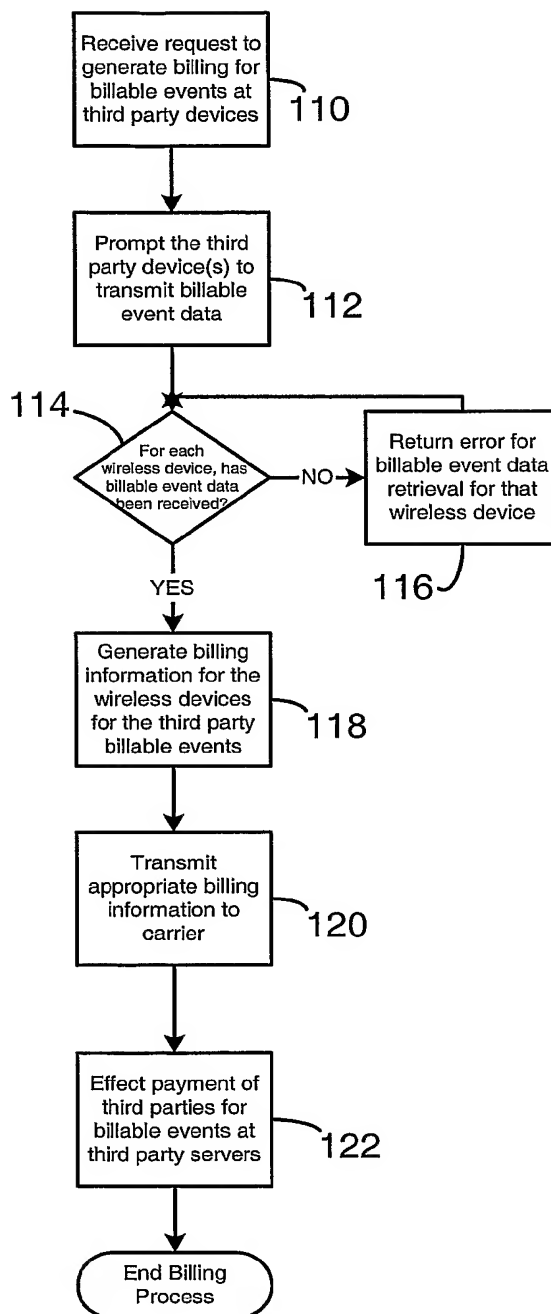 Receive request to
generate billing for
billable events at
third party devices
110
Prompt the third
party device(s) to
transmit billable
event data
112
114
For each
wireless device, has
billable event data
been received?
NO
Return error for
billable event data
retrieval for that
wireless device
116
YES
Generate billing
information for the
wireless devices
for the third party
billable events
118
Transmit
appropriate billing
information to
carrier
120
Effect payment of
third parties for
billable events at
third party servers
122
End Billing
Process